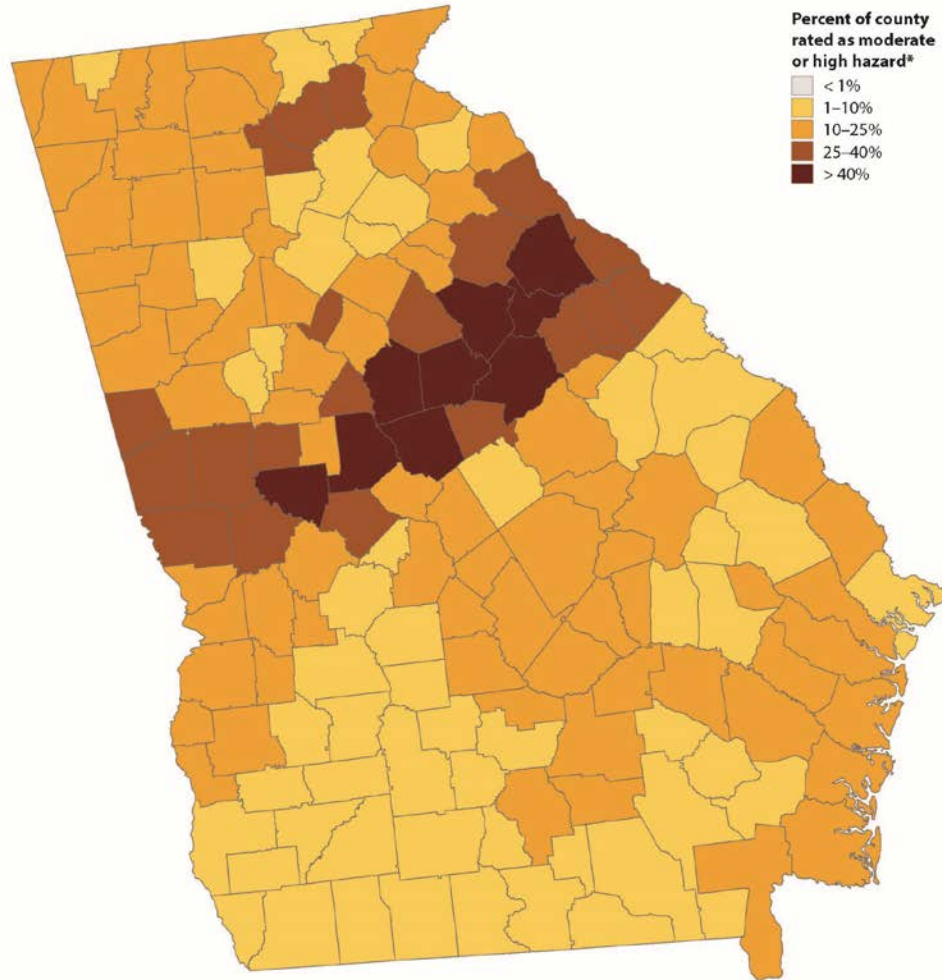 Percent of county
rated as moderate
or high hazard*
< 1%
1–10%
10–25%
25–40%
> 40%